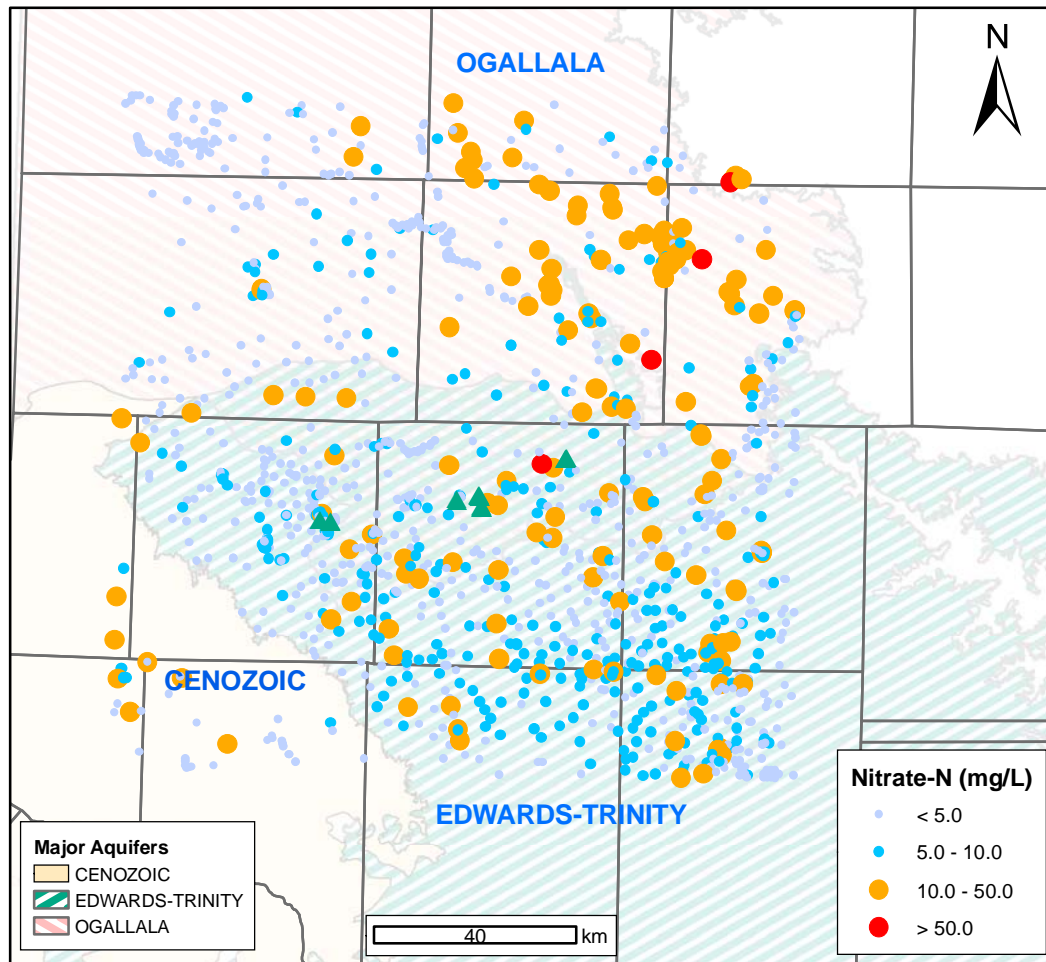 OGALLALA
N
CENOZOIC
EDWARDS-TRINITY
Major Aquifers
CENOZOIC
EDWARDS-TRINITY
OGALLALA
40 km
Nitrate-N (mg/L)
< 5.0
5.0 - 10.0
10.0 - 50.0
> 50.0